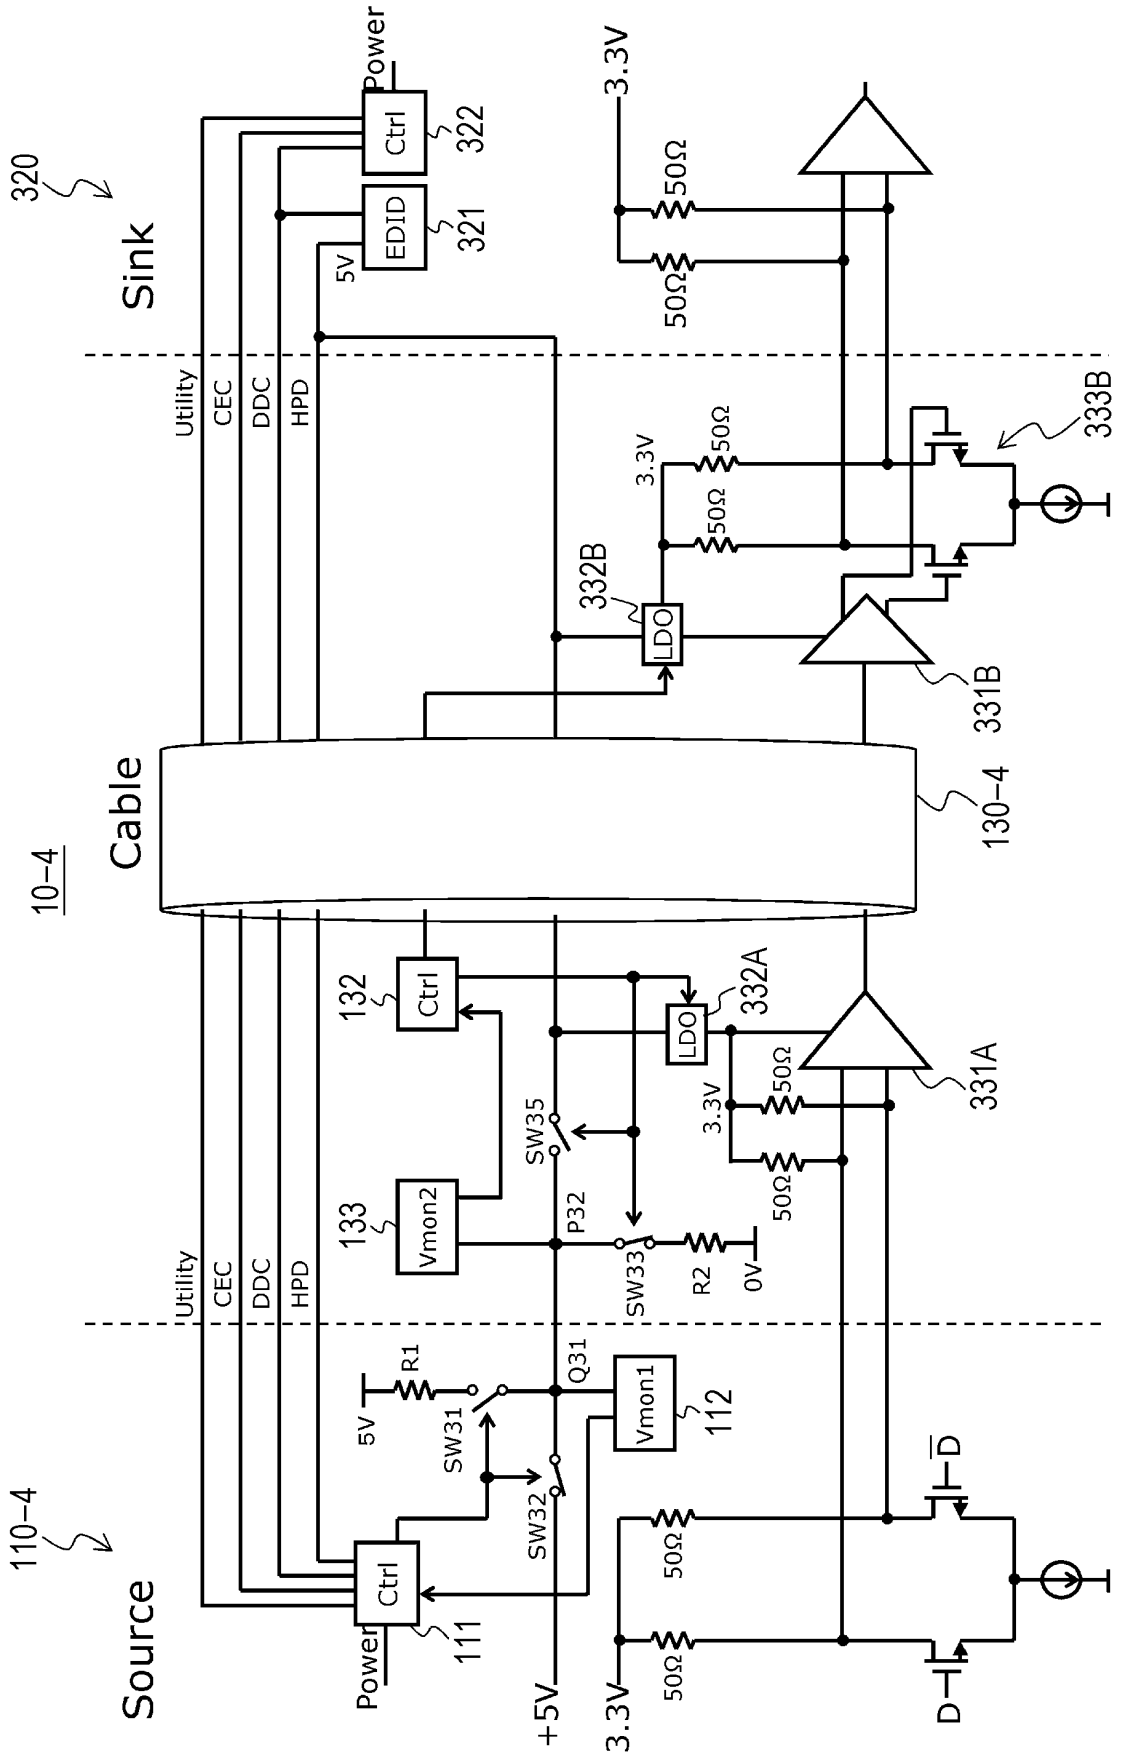 10-4
110-4
320
Source
Cable
Sink
Utility
CEC
DDC
HPD
Utility
CEC
DDC
HPD
Power
Ctrl
111
5V
R1
SW31
SW32
Q31
Vmon1
112
+5V
133
Vmon2
132
Ctrl
P32
SW35
SW33
R2
0V
LDO
332A
3.3V
50Ω
50Ω
331A
130-4
332B
LDO
3.3V
50Ω
50Ω
331B
333B
5V
EDID
321
Ctrl
322
Power
3.3V
50Ω
50Ω
3.3V
50Ω
50Ω
D
D̅